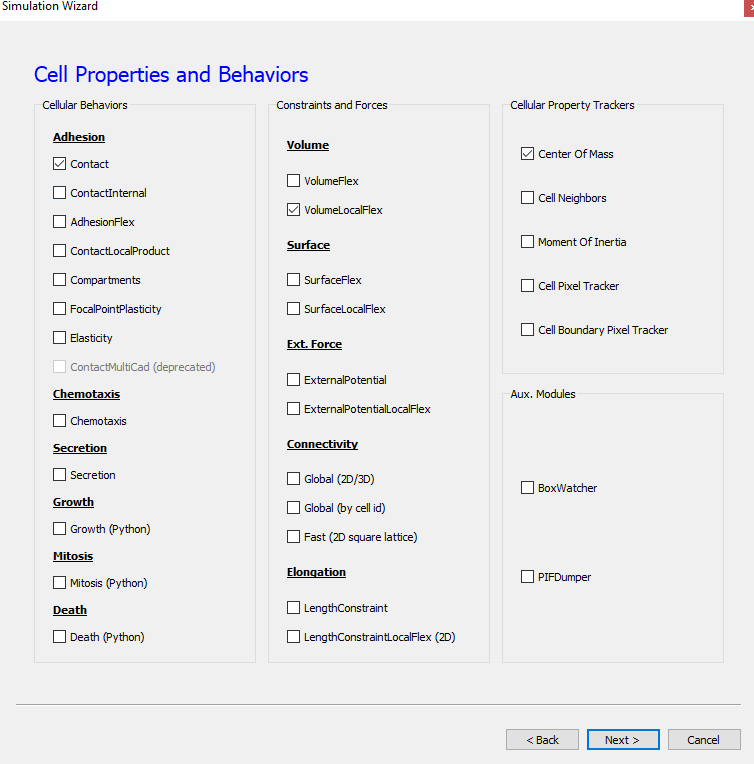 Simulation Wizard
Cell Properties and Behaviors
Cellular Behaviors
Adhesion
Contact
ContactInternal
AdhesionFlex
ContactLocalProduct
Compartments
FocalPointPlasticity
Elasticity
ContactMultiCad (deprecated)
Chemotaxis
Chemotaxis
Secretion
Secretion
Growth
Growth (Python)
Mitosis
Mitosis (Python)
Death
Death (Python)
Constraints and Forces
Volume
VolumeFlex
VolumeLocalFlex
Surface
SurfaceFlex
SurfaceLocalFlex
Ext. Force
ExternalPotential
ExternalPotentialLocalFlex
Connectivity
Global (2D/3D)
Global (by cell id)
Fast (2D square lattice)
Elongation
LengthConstraint
LengthConstraintLocalFlex (2D)
Cellular Property Trackers
Center Of Mass
Cell Neighbors
Moment Of Inertia
Cell Pixel Tracker
Cell Boundary Pixel Tracker
Aux. Modules
BoxWatcher
PIFDumper
< Back
Next >
Cancel